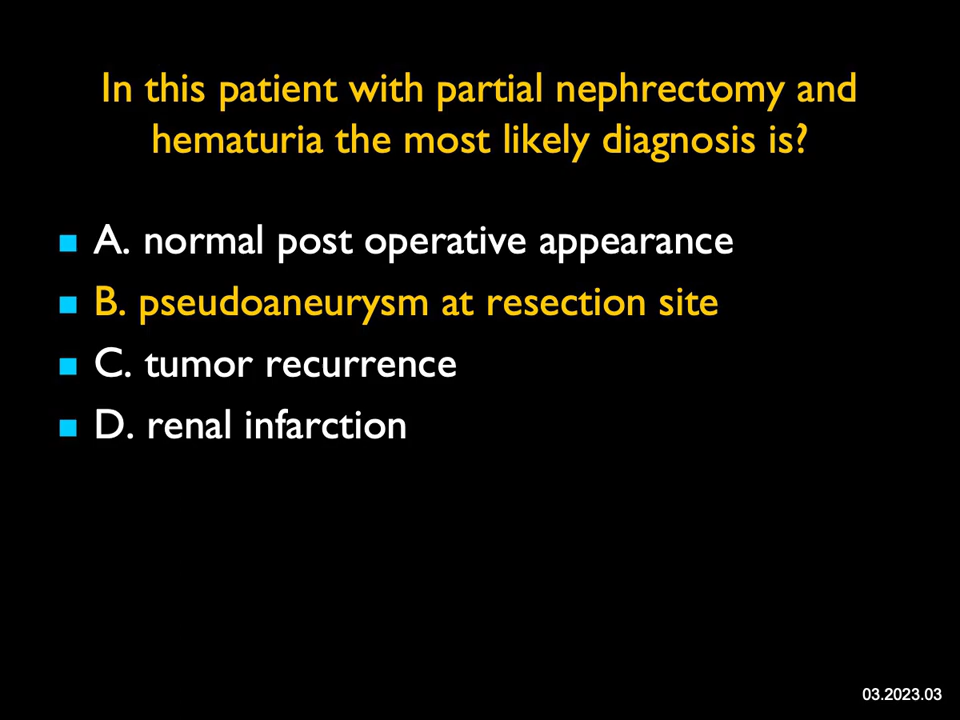 In this patient with partial nephrectomy and
hematuria the most likely diagnosis is?
A. normal post operative appearance
B. pseudoaneurysm at resection site
C. tumor recurrence
D. renal infarction
03.2023.03